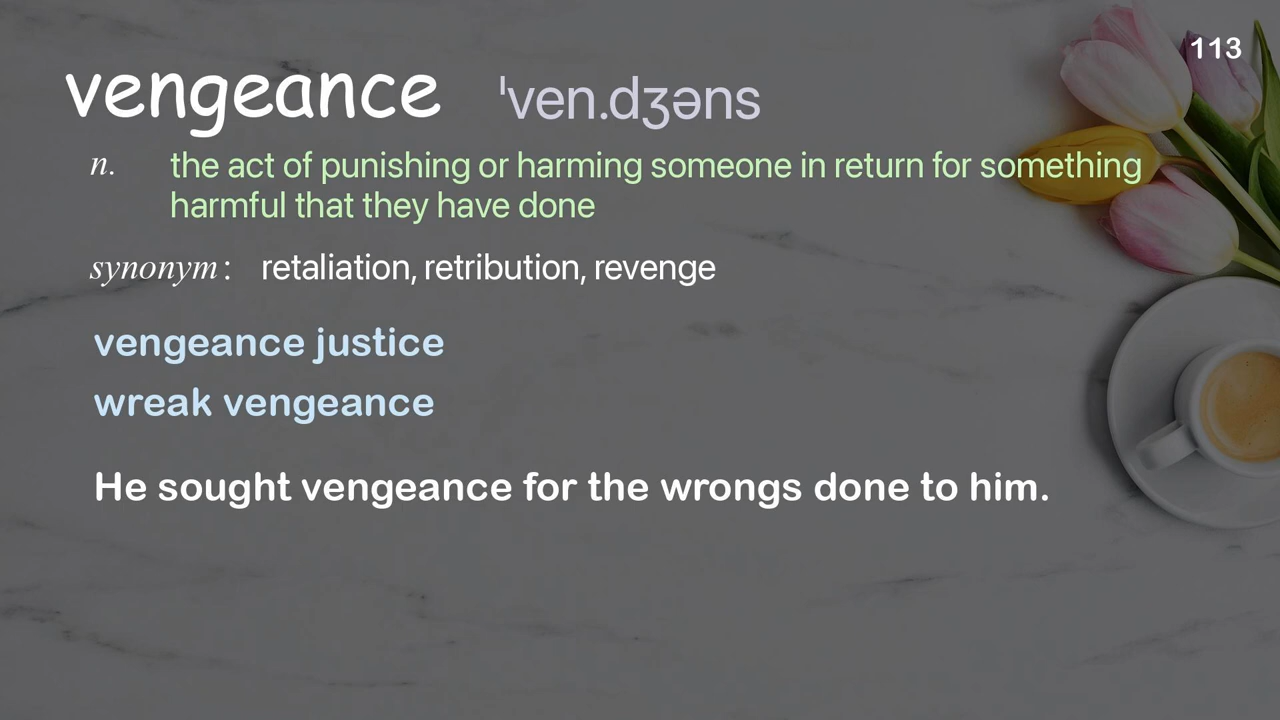 113
vengeance ˈven.dʒəns
n. the act of punishing or harming someone in return for something
harmful that they have done
synonym : retaliation, retribution, revenge
vengeance justice
wreak vengeance
He sought vengeance for the wrongs done to him.